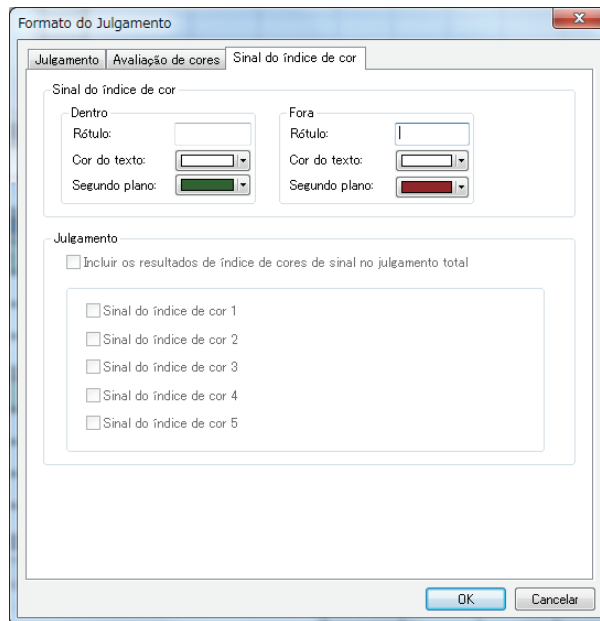 Formato do Julgamento
Julgamento Avaliação de cores Sinal do índice de cor
Sinal do índice de cor
Dentro
Rótulo:
Cor do texto:
Segundo plano:
Fora
Rótulo:
Cor do texto:
Segundo plano:
Julgamento
Incluir os resultados de índice de cores de sinal no julgamento total
Sinal do índice de cor 1
Sinal do índice de cor 2
Sinal do índice de cor 3
Sinal do índice de cor 4
Sinal do índice de cor 5
OK Cancelar